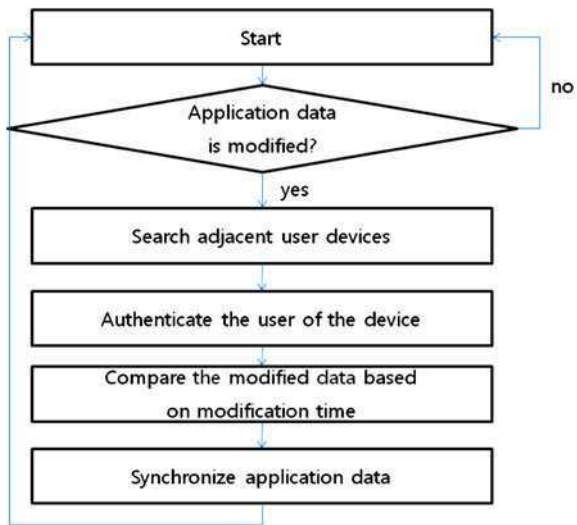 Start
no
Application data
is modified?
yes
Search adjacent user devices
Authenticate the user of the device
Compare the modified data based
on modification time
Synchronize application data